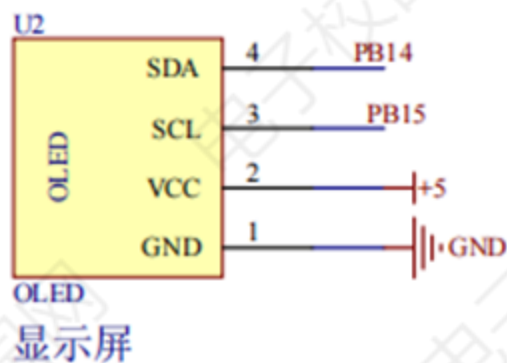 U2
SDA 4 PB14
SCL 3 PB15
OLED
VCC 2 +5
GND 1 GND
OLED
显示屏